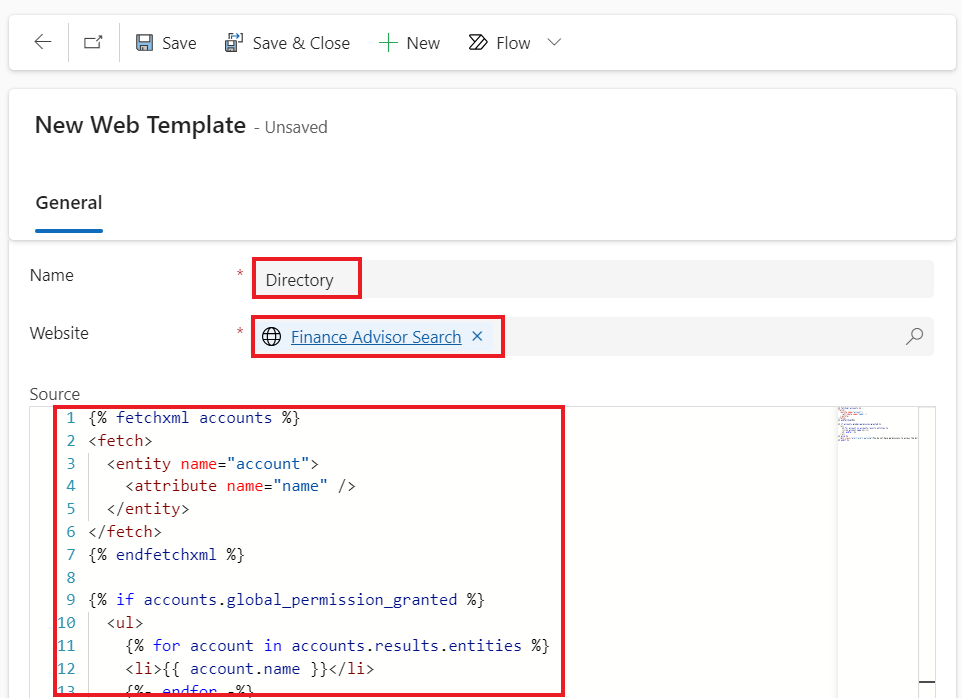 Save Save & Close New Flow
New Web Template - Unsaved
General
Name * Directory
Website * Finance Advisor Search ×
Source
1 {% fetchxml accounts %}
2 <fetch>
3 <entity name="account">
4 <attribute name="name" />
5 </entity>
6 </fetch>
7 {% endfetchxml %}
8
9 {% if accounts.global_permission_granted %}
10 <ul>
11 {% for account in accounts.results.entities %}
12 <li>{{ account.name }}</li>
13 {%- endfor -%}